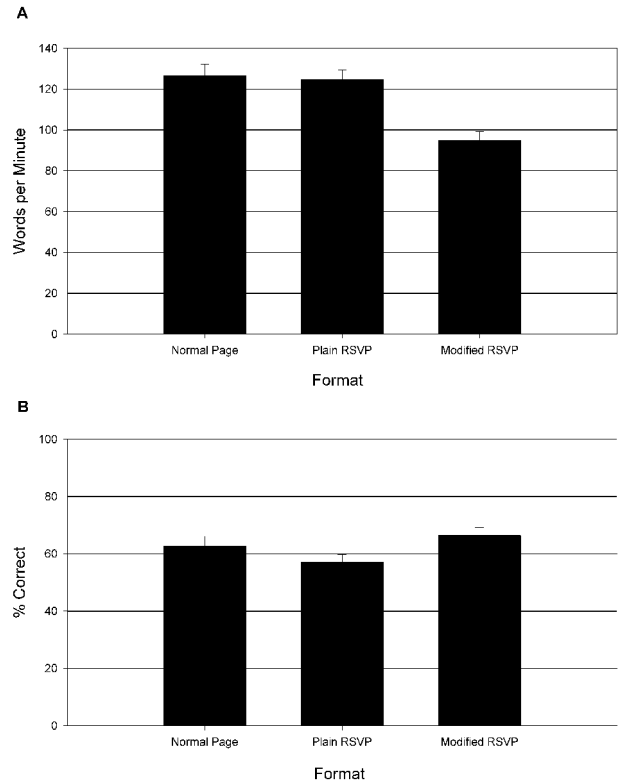 A
140
120
100
80
60
40
20
0
Words per Minute
Normal Page Plain RSVP Modified RSVP
Format
B
100
80
60
40
20
0
% Correct
Normal Page Plain RSVP Modified RSVP
Format